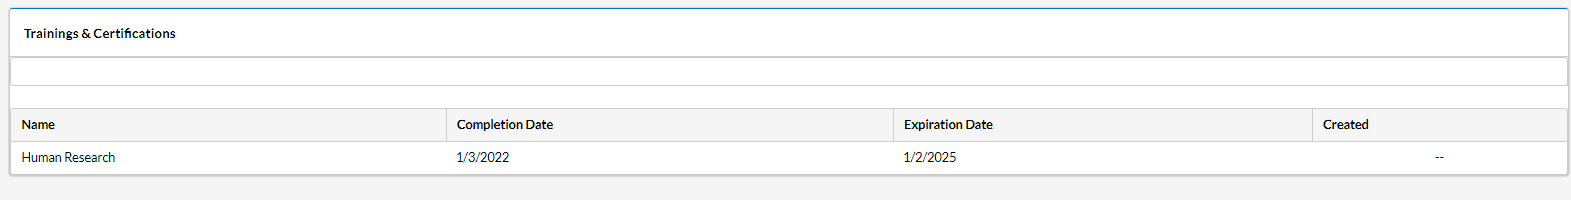 Trainings & Certifications
Name Completion Date Expiration Date Created
Human Research 1/3/2022 1/2/2025 --